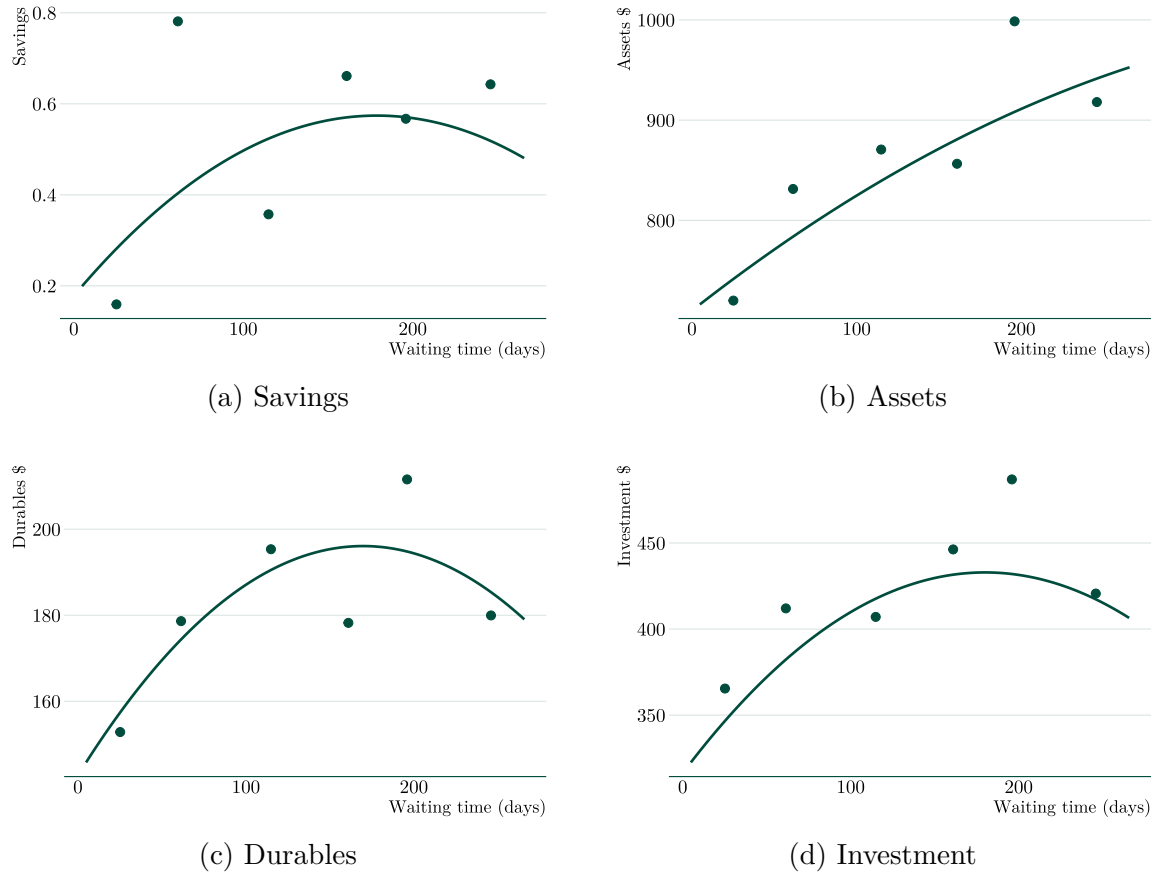 Savings
0.8
0.6
0.4
0.2
0 100 200
Waiting time (days)
(a) Savings
Assets $
1000
900
800
0 100 200
Waiting time (days)
(b) Assets
Durables $
200
180
160
0 100 200
Waiting time (days)
(c) Durables
Investment $
450
400
350
0 100 200
Waiting time (days)
(d) Investment